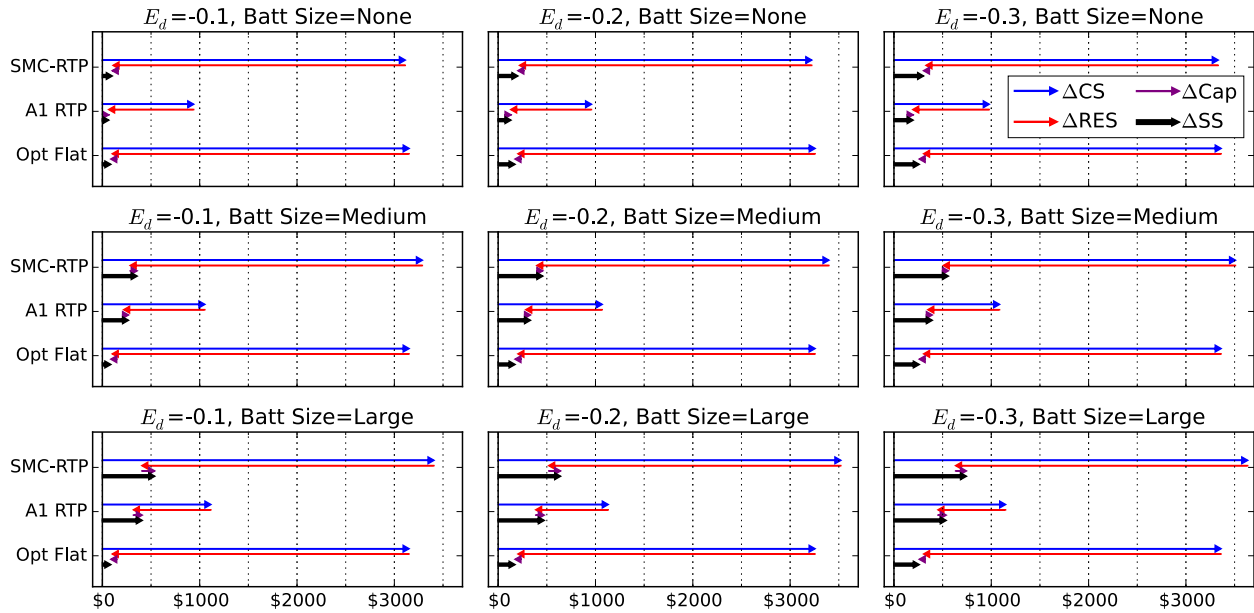 E_d=-0.1, Batt Size=None
E_d=-0.2, Batt Size=None
E_d=-0.3, Batt Size=None
SMC-RTP
A1 RTP
Opt Flat
ΔCS
ΔCap
ΔRES
ΔSS
E_d=-0.1, Batt Size=Medium
E_d=-0.2, Batt Size=Medium
E_d=-0.3, Batt Size=Medium
SMC-RTP
A1 RTP
Opt Flat
E_d=-0.1, Batt Size=Large
E_d=-0.2, Batt Size=Large
E_d=-0.3, Batt Size=Large
SMC-RTP
A1 RTP
Opt Flat
$0 $1000 $2000 $3000
$0 $1000 $2000 $3000
$0 $1000 $2000 $3000